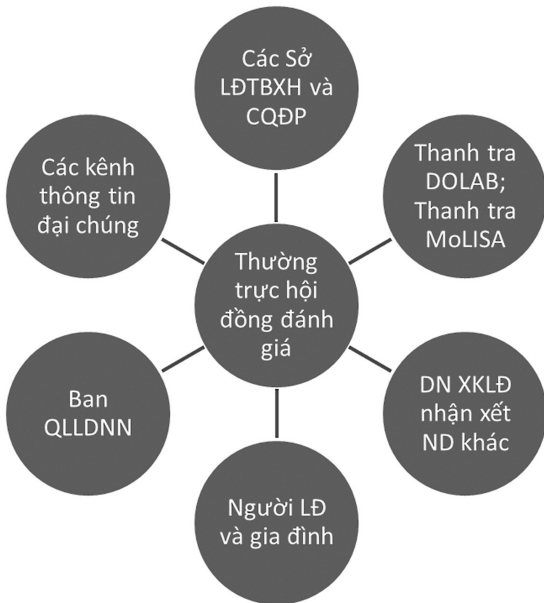 Các Sở
LĐTBXH và
CQĐP
Các kênh
thông tin
đại chúng
Thanh tra
DOLAB;
Thanh tra
MoLISA
Thường
trực hội
đồng đánh
giá
Ban
QLLDNN
DN XKLĐ
nhận xét
ND khác
Người LĐ
và gia đình